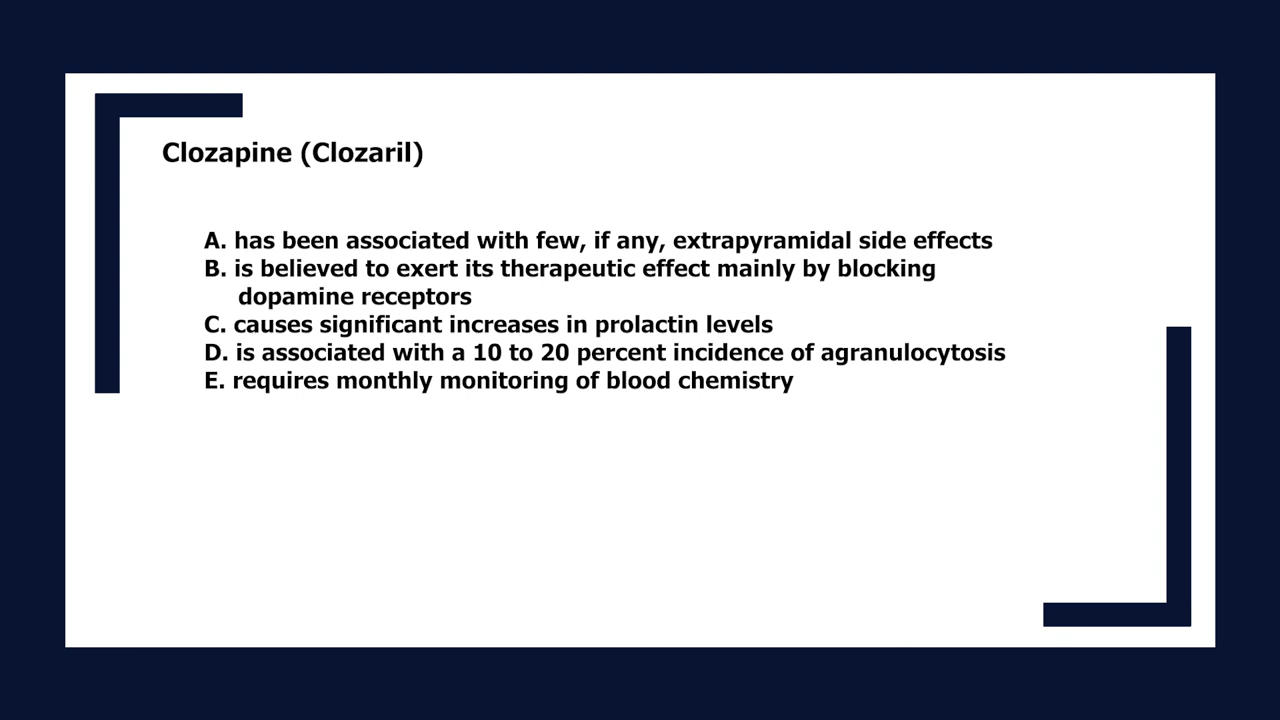 Clozapine (Clozaril)
A. has been associated with few, if any, extrapyramidal side effects
B. is believed to exert its therapeutic effect mainly by blocking
dopamine receptors
C. causes significant increases in prolactin levels
D. is associated with a 10 to 20 percent incidence of agranulocytosis
E. requires monthly monitoring of blood chemistry